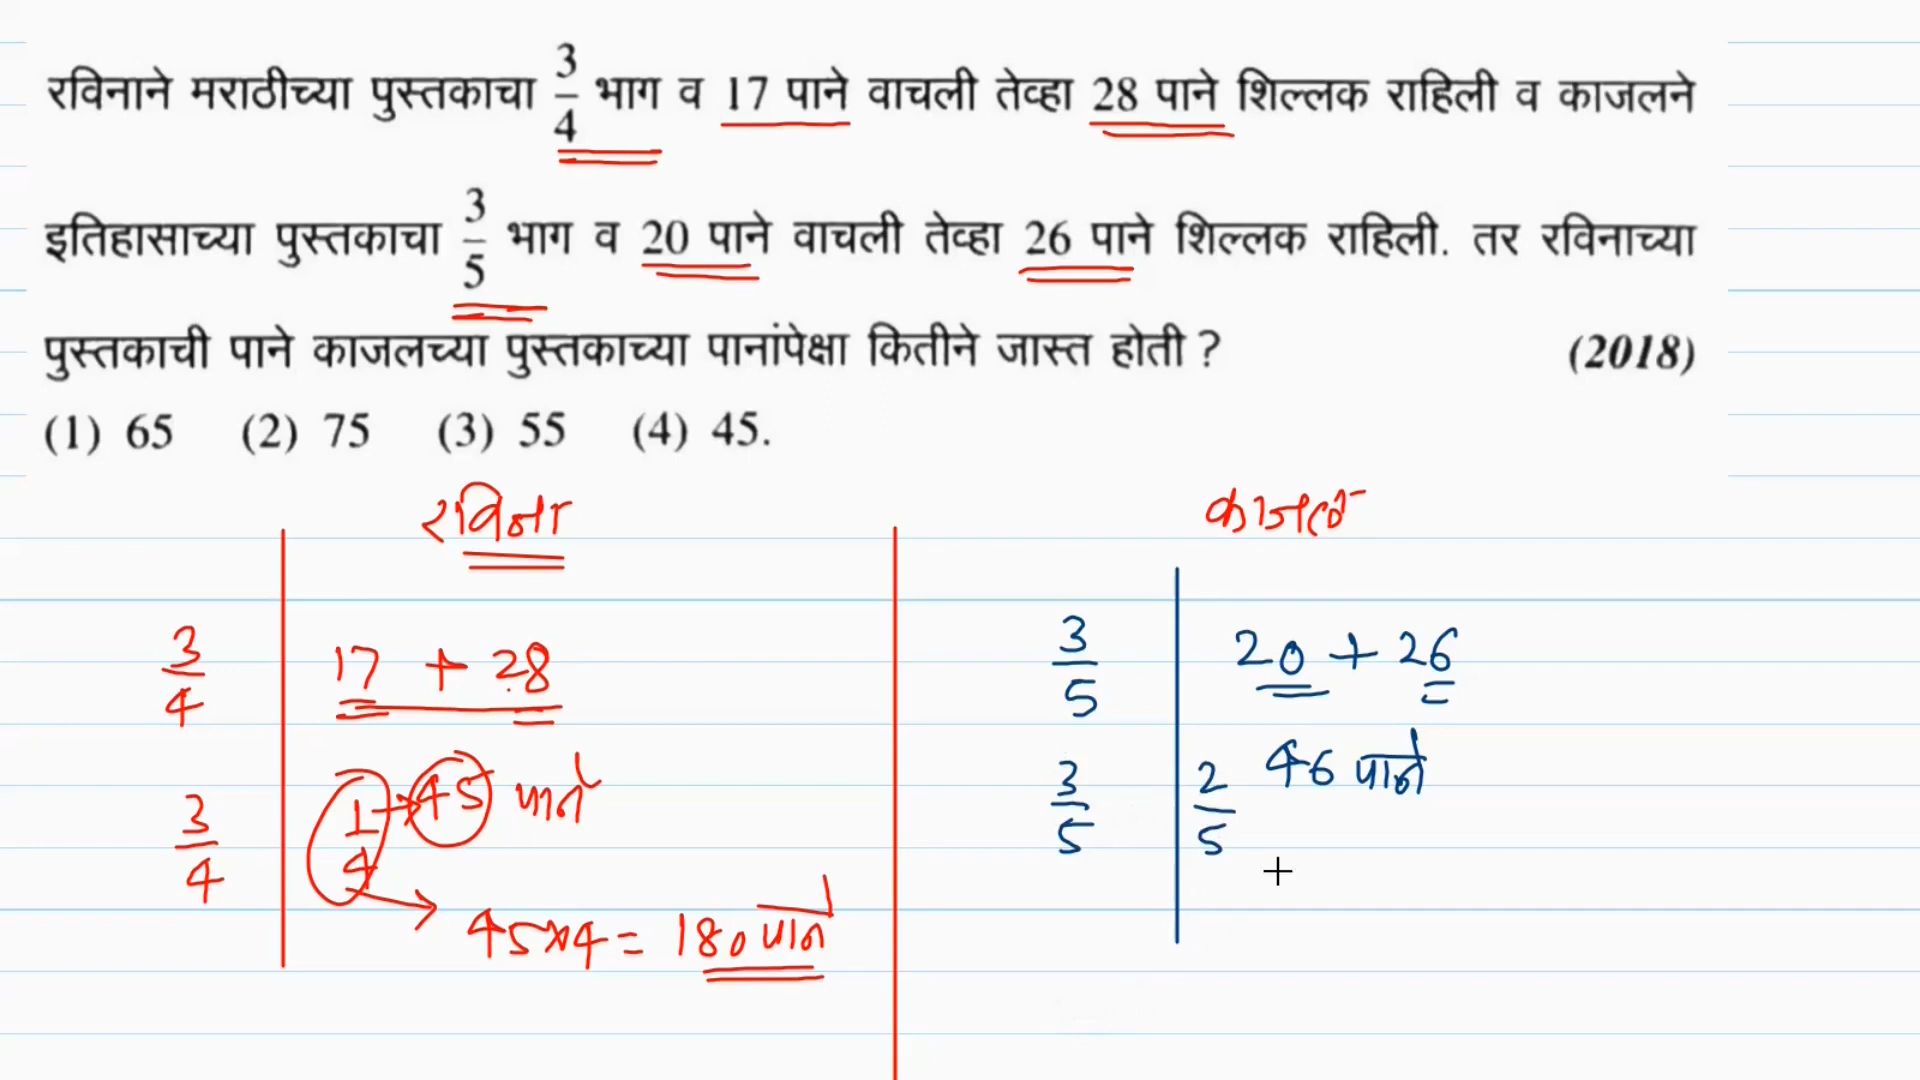 रविनाने मराठीच्या पुस्तकाचा 3/4 भाग व 17 पाने वाचली तेव्हा 28 पाने शिल्लक राहिली व काजलने
इतिहासाच्या पुस्तकाचा 3/5 भाग व 20 पाने वाचली तेव्हा 26 पाने शिल्लक राहिली. तर रविनाच्या
पुस्तकाची पाने काजलच्या पुस्तकाच्या पानांपेक्षा कितीने जास्त होती ? (2018)
(1) 65 (2) 75 (3) 55 (4) 45.
रविना
3/4 17 + 28
3/4 1/4 → 45 पाने
45×4 = 180 पाने
काजल
3/5 20 + 26
46 पाने
3/5 2/5